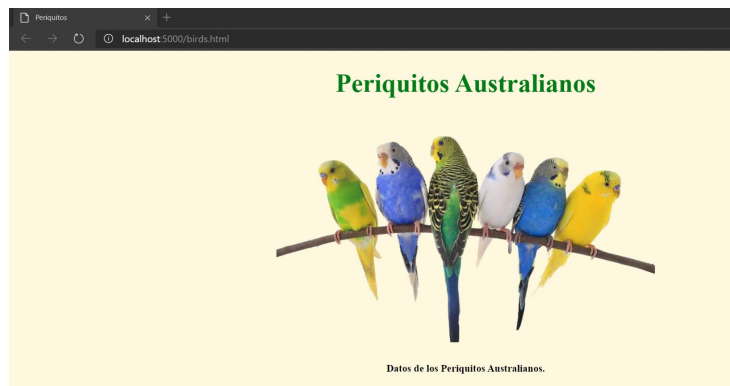 Periquitos
localhost:5000/birds.html
Periquitos Australianos
Datos de los Periquitos Australianos.